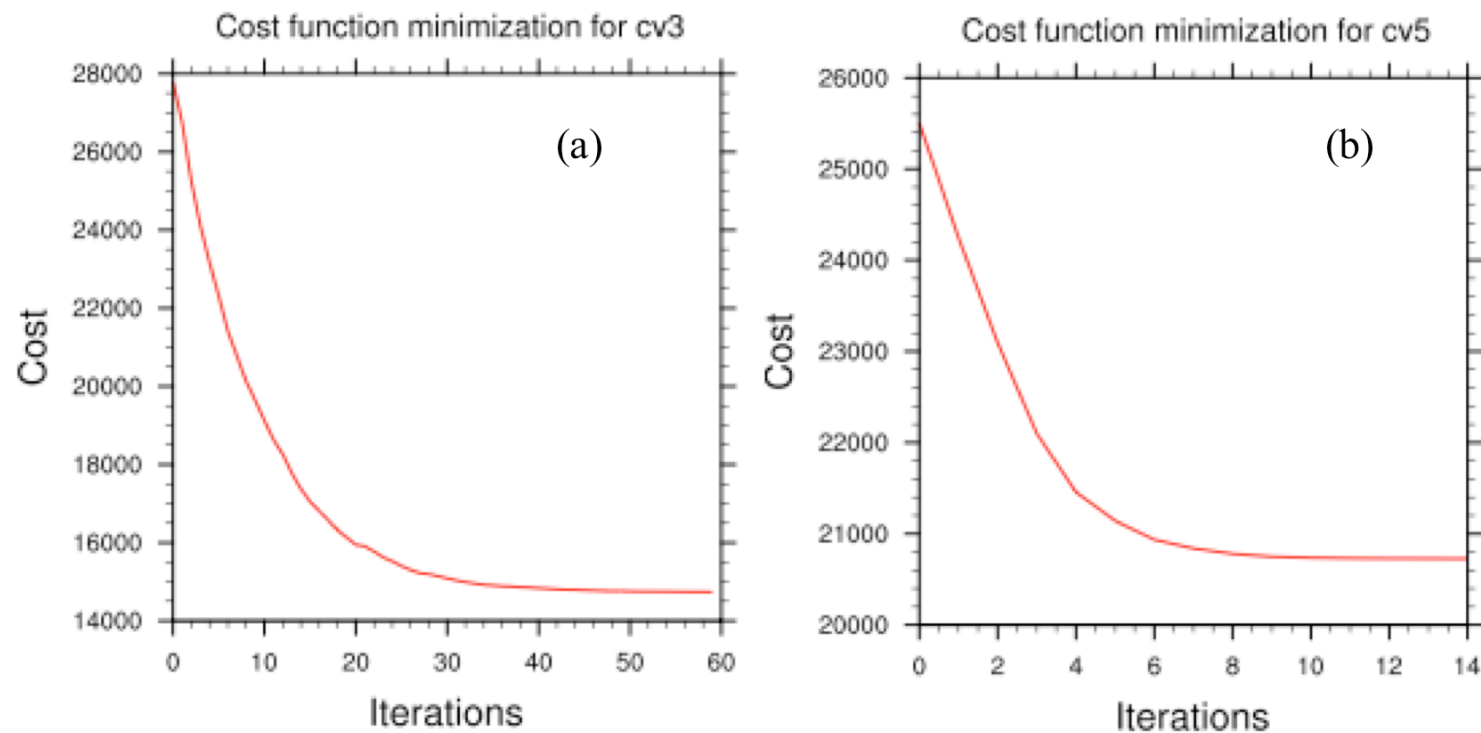 Cost function minimization for cv3
28000
26000
24000
22000
20000
18000
16000
14000
Cost
(a)
0 10 20 30 40 50 60
Iterations
Cost function minimization for cv5
26000
25000
24000
23000
22000
21000
20000
Cost
(b)
0 2 4 6 8 10 12 14
Iterations